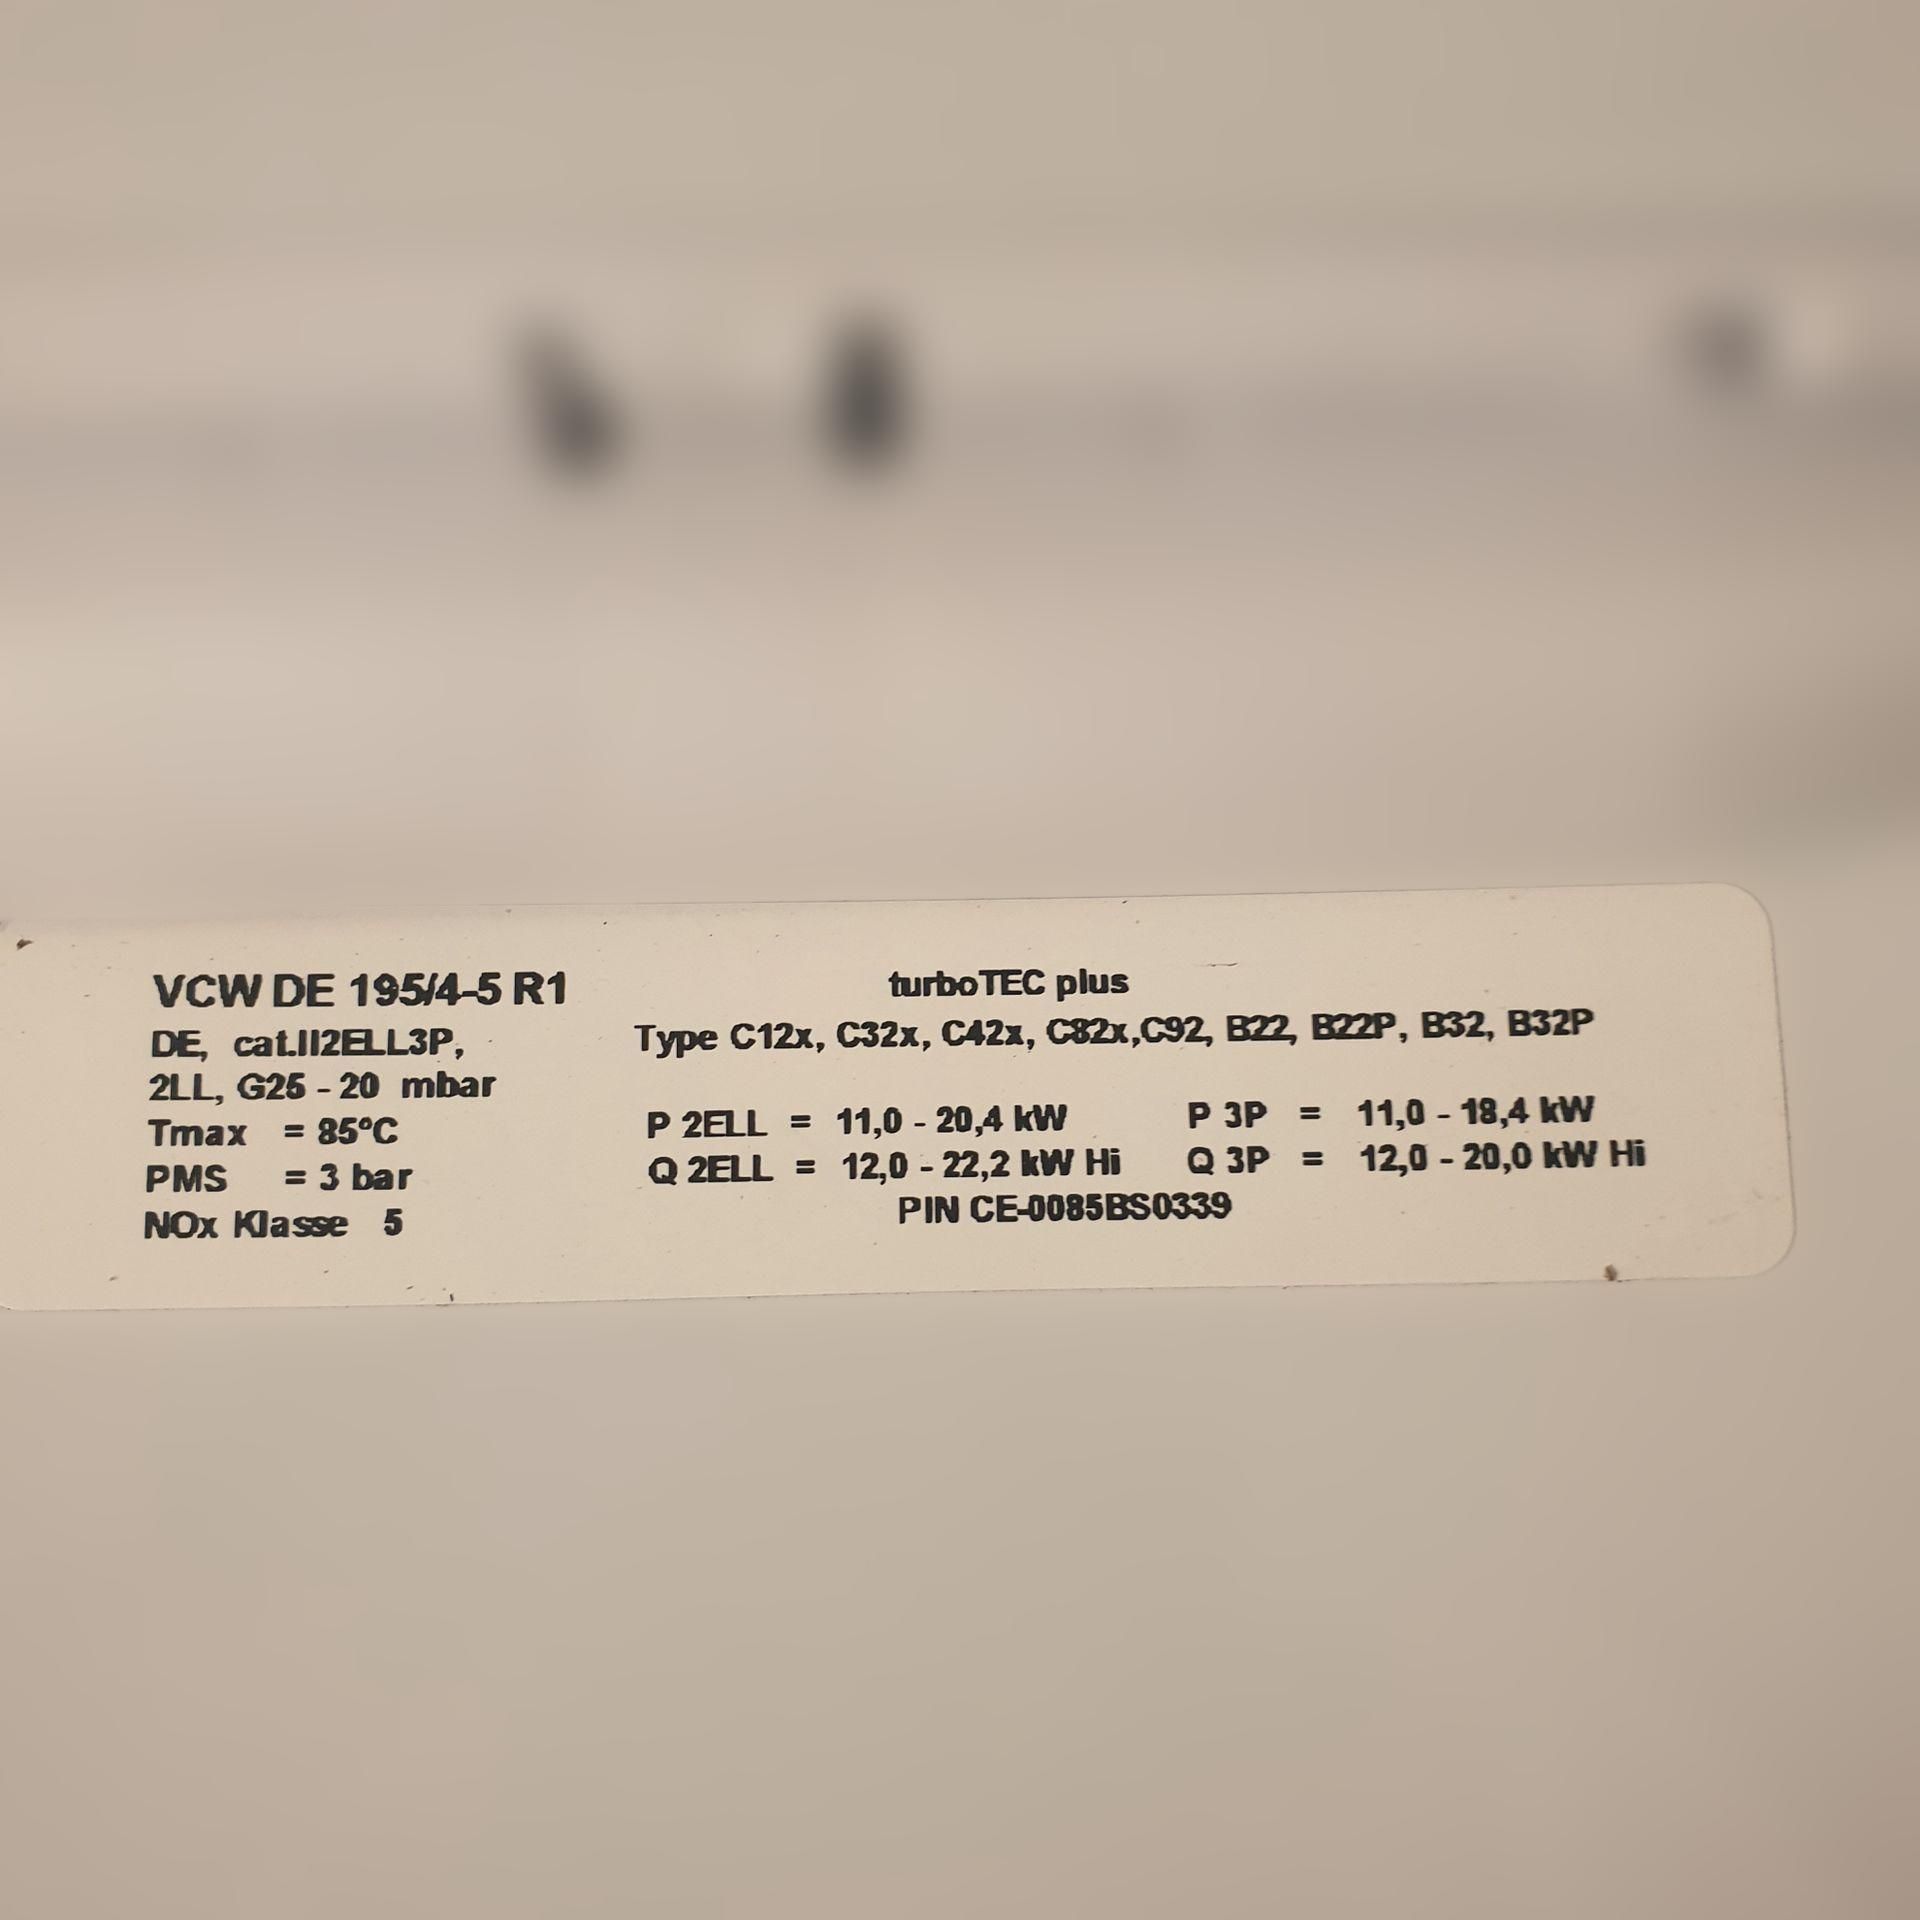 VCW DE 195/4-5 R1
turboTEC plus
DE, cat.II2ELL3P,
Type C12x, C32x, C42x, C82x,C92, B22, B22P, B32, B32P
2LL, G25 - 20 mbar
Tmax = 85°C
P 2ELL = 11,0 - 20,4 kW
P 3P = 11,0 - 18,4 kW
PMS = 3 bar
Q 2ELL = 12,0 - 22,2 kW Hi
Q 3P = 12,0 - 20,0 kW Hi
NOx Klasse 5
PIN CE-0085BS0339